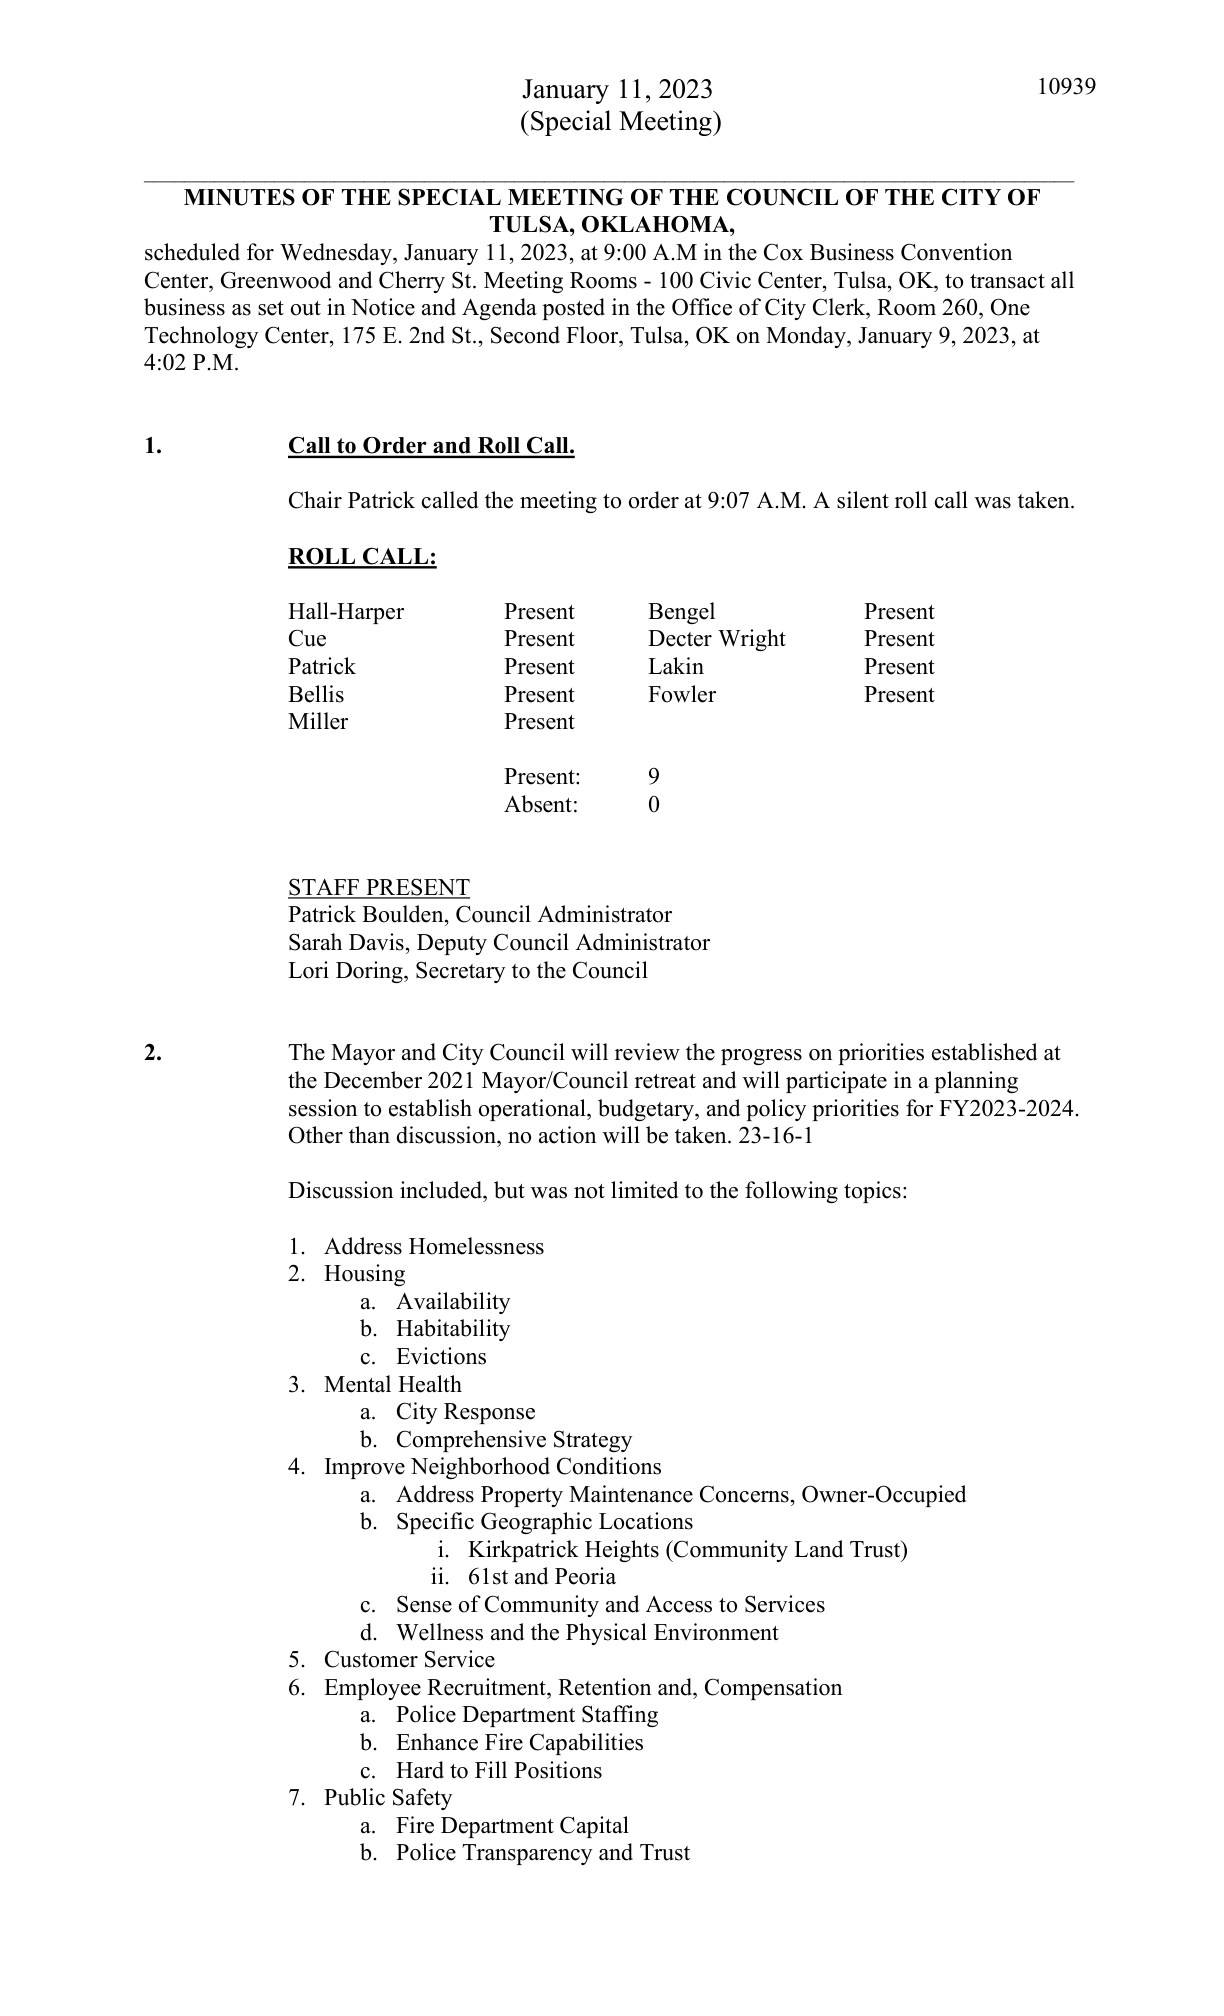 January 11, 2023
(Special Meeting)
10939
MINUTES OF THE SPECIAL MEETING OF THE COUNCIL OF THE CITY OF
TULSA, OKLAHOMA,
scheduled for Wednesday, January 11, 2023, at 9:00 A.M in the Cox Business Convention
Center, Greenwood and Cherry St. Meeting Rooms - 100 Civic Center, Tulsa, OK, to transact all
business as set out in Notice and Agenda posted in the Office of City Clerk, Room 260, One
Technology Center, 175 E. 2nd St., Second Floor, Tulsa, OK on Monday, January 9, 2023, at
4:02 P.M.
1. Call to Order and Roll Call.
Chair Patrick called the meeting to order at 9:07 A.M. A silent roll call was taken.
ROLL CALL:
Hall-Harper Present Bengel Present
Cue Present Decter Wright Present
Patrick Present Lakin Present
Bellis Present Fowler Present
Miller Present
Present: 9
Absent: 0
STAFF PRESENT
Patrick Boulden, Council Administrator
Sarah Davis, Deputy Council Administrator
Lori Doring, Secretary to the Council
2. The Mayor and City Council will review the progress on priorities established at
the December 2021 Mayor/Council retreat and will participate in a planning
session to establish operational, budgetary, and policy priorities for FY2023-2024.
Other than discussion, no action will be taken. 23-16-1
Discussion included, but was not limited to the following topics:
1. Address Homelessness
2. Housing
a. Availability
b. Habitability
c. Evictions
3. Mental Health
a. City Response
b. Comprehensive Strategy
4. Improve Neighborhood Conditions
a. Address Property Maintenance Concerns, Owner-Occupied
b. Specific Geographic Locations
i. Kirkpatrick Heights (Community Land Trust)
ii. 61st and Peoria
c. Sense of Community and Access to Services
d. Wellness and the Physical Environment
5. Customer Service
6. Employee Recruitment, Retention and, Compensation
a. Police Department Staffing
b. Enhance Fire Capabilities
c. Hard to Fill Positions
7. Public Safety
a. Fire Department Capital
b. Police Transparency and Trust